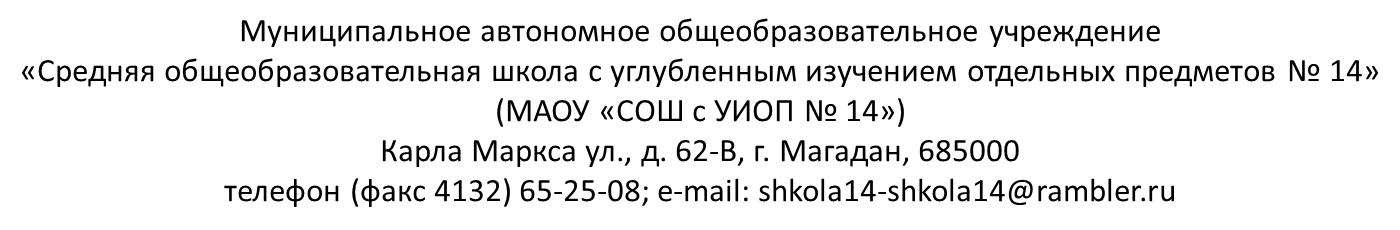 Муниципальное автономное общеобразовательное учреждение
«Средняя общеобразовательная школа с углубленным изучением отдельных предметов № 14»
(МАОУ «СОШ с УИОП № 14»)
Карла Маркса ул., д. 62-В, г. Магадан, 685000
телефон (факс 4132) 65-25-08; e-mail: shkola14-shkola14@rambler.ru